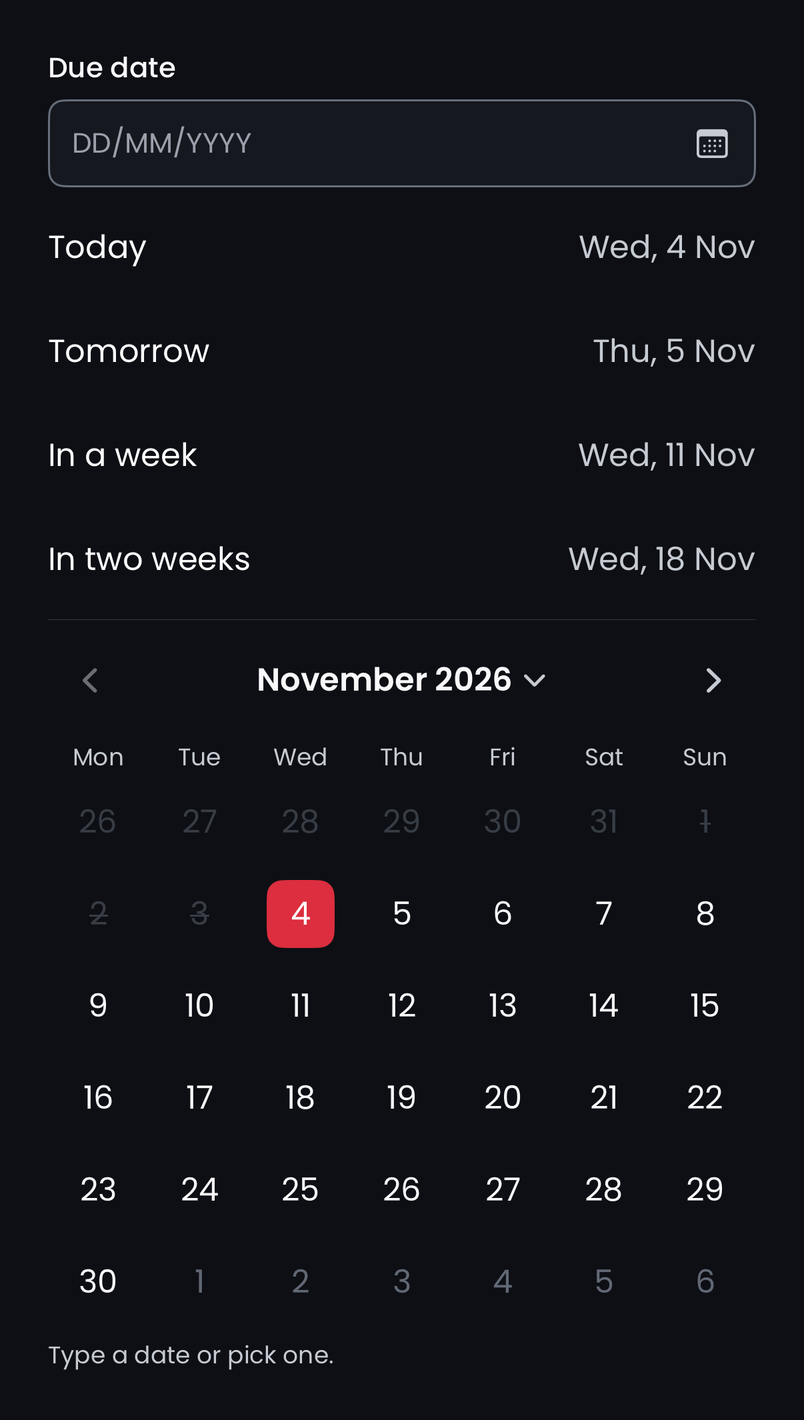 Due date
DD/MM/YYYY
Today Wed, 4 Nov
Tomorrow Thu, 5 Nov
In a week Wed, 11 Nov
In two weeks Wed, 18 Nov
November 2026
Mon Tue Wed Thu Fri Sat Sun
26 27 28 29 30 31 1
2 3 4 5 6 7 8
9 10 11 12 13 14 15
16 17 18 19 20 21 22
23 24 25 26 27 28 29
30 1 2 3 4 5 6
Type a date or pick one.